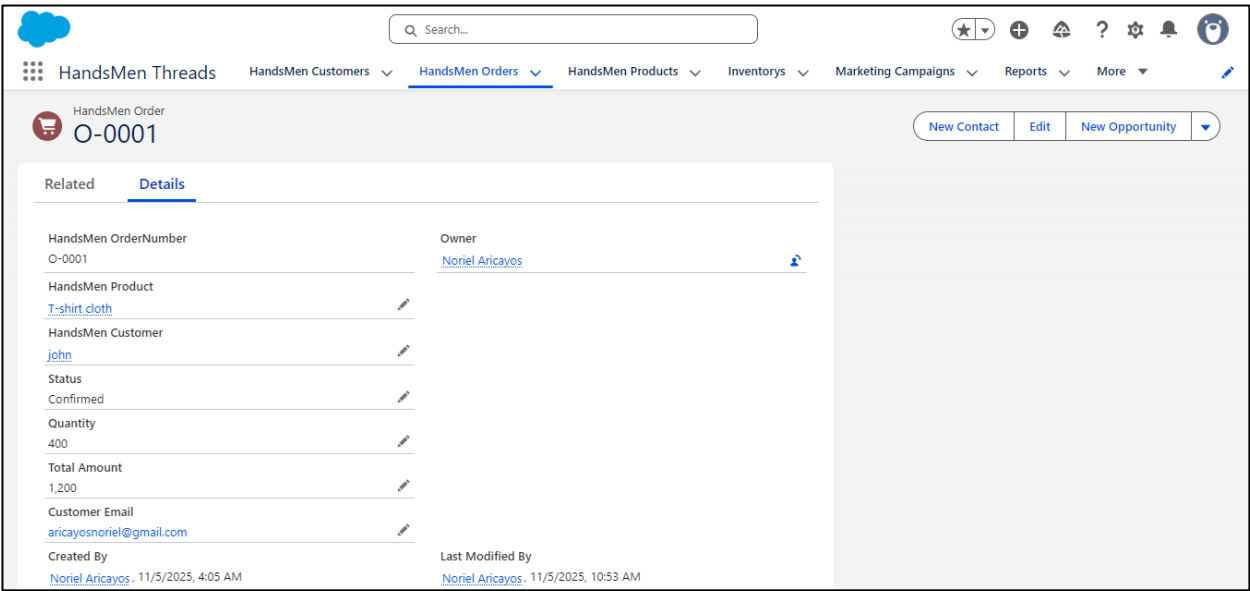 Search...
HandsMen Threads HandsMen Customers HandsMen Orders HandsMen Products Inventorys Marketing Campaigns Reports More
HandsMen Order
O-0001
New Contact Edit New Opportunity
Related Details
HandsMen OrderNumber Owner
O-0001 Noriel Aricayos
HandsMen Product
T-shirt cloth
HandsMen Customer
john
Status
Confirmed
Quantity
400
Total Amount
1,200
Customer Email
aricayosnoriel@gmail.com
Created By Last Modified By
Noriel Aricayos, 11/5/2025, 4:05 AM Noriel Aricayos, 11/5/2025, 10:53 AM